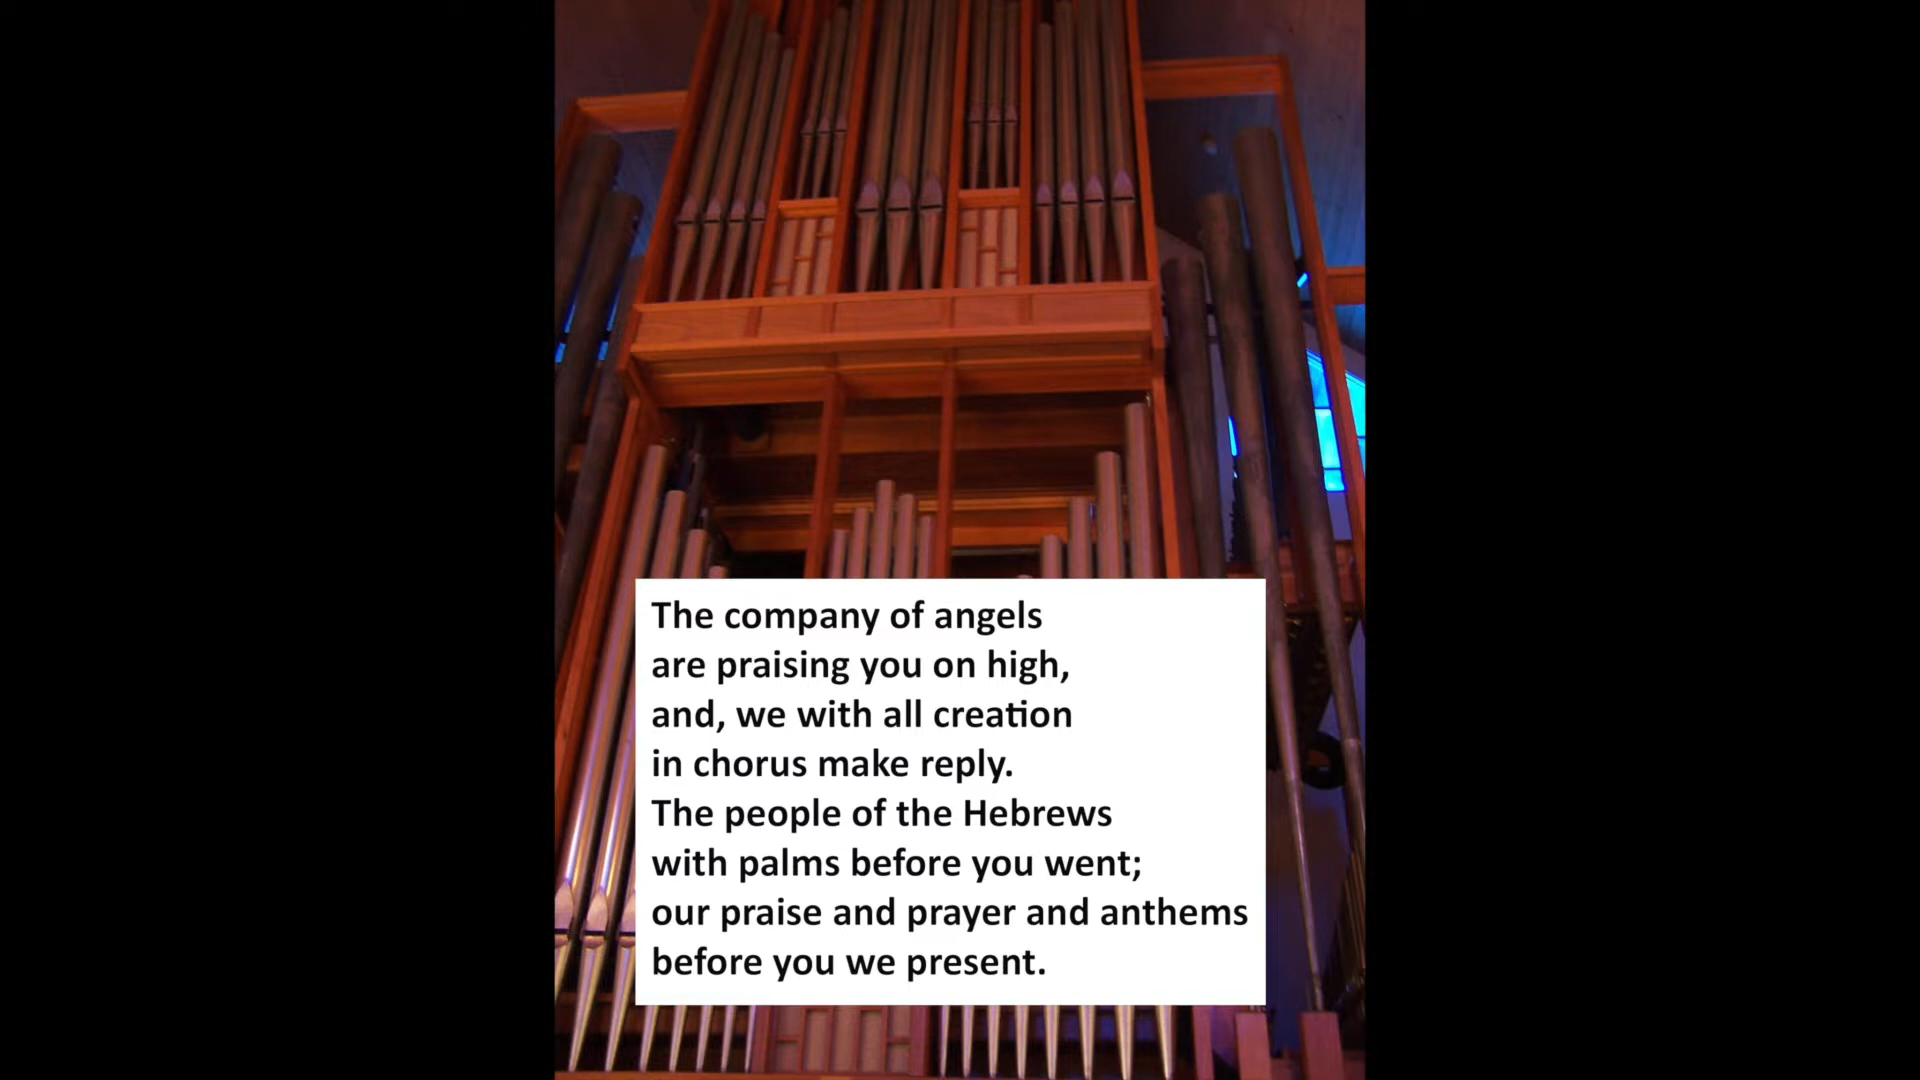 The company of angels
are praising you on high,
and, we with all creation
in chorus make reply.
The people of the Hebrews
with palms before you went;
our praise and prayer and anthems
before you we present.